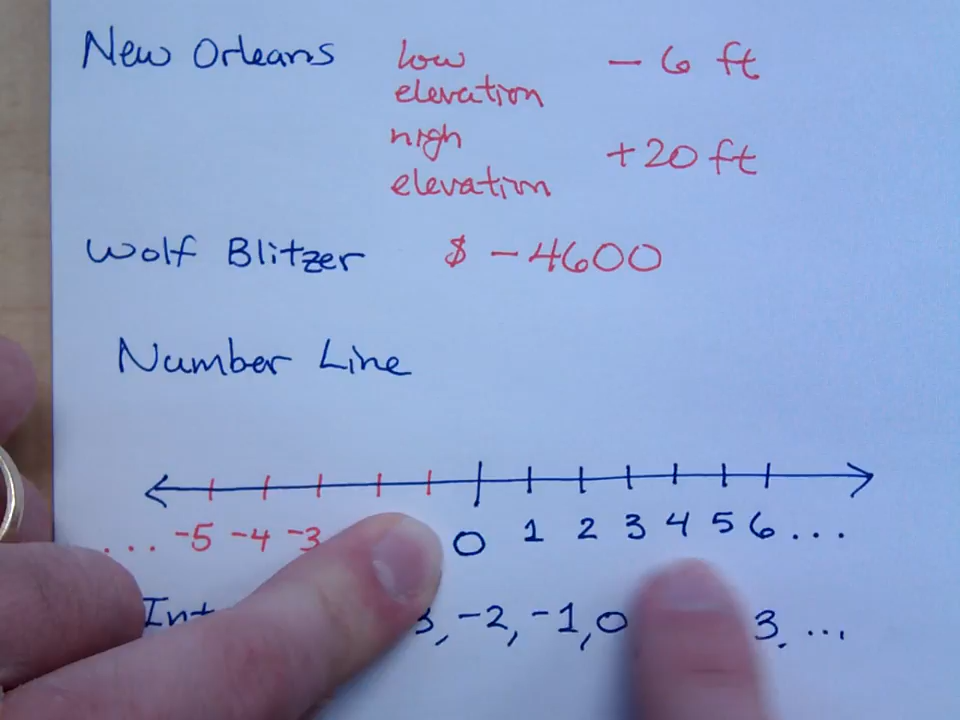 New Orleans low elevation - 6 ft
high elevation +20 ft
Wolf Blitzer $ -4600
Number Line
... -5 -4 -3 0 1 2 3 4 5 6 ...
3, -2, -1, 0 3, ...